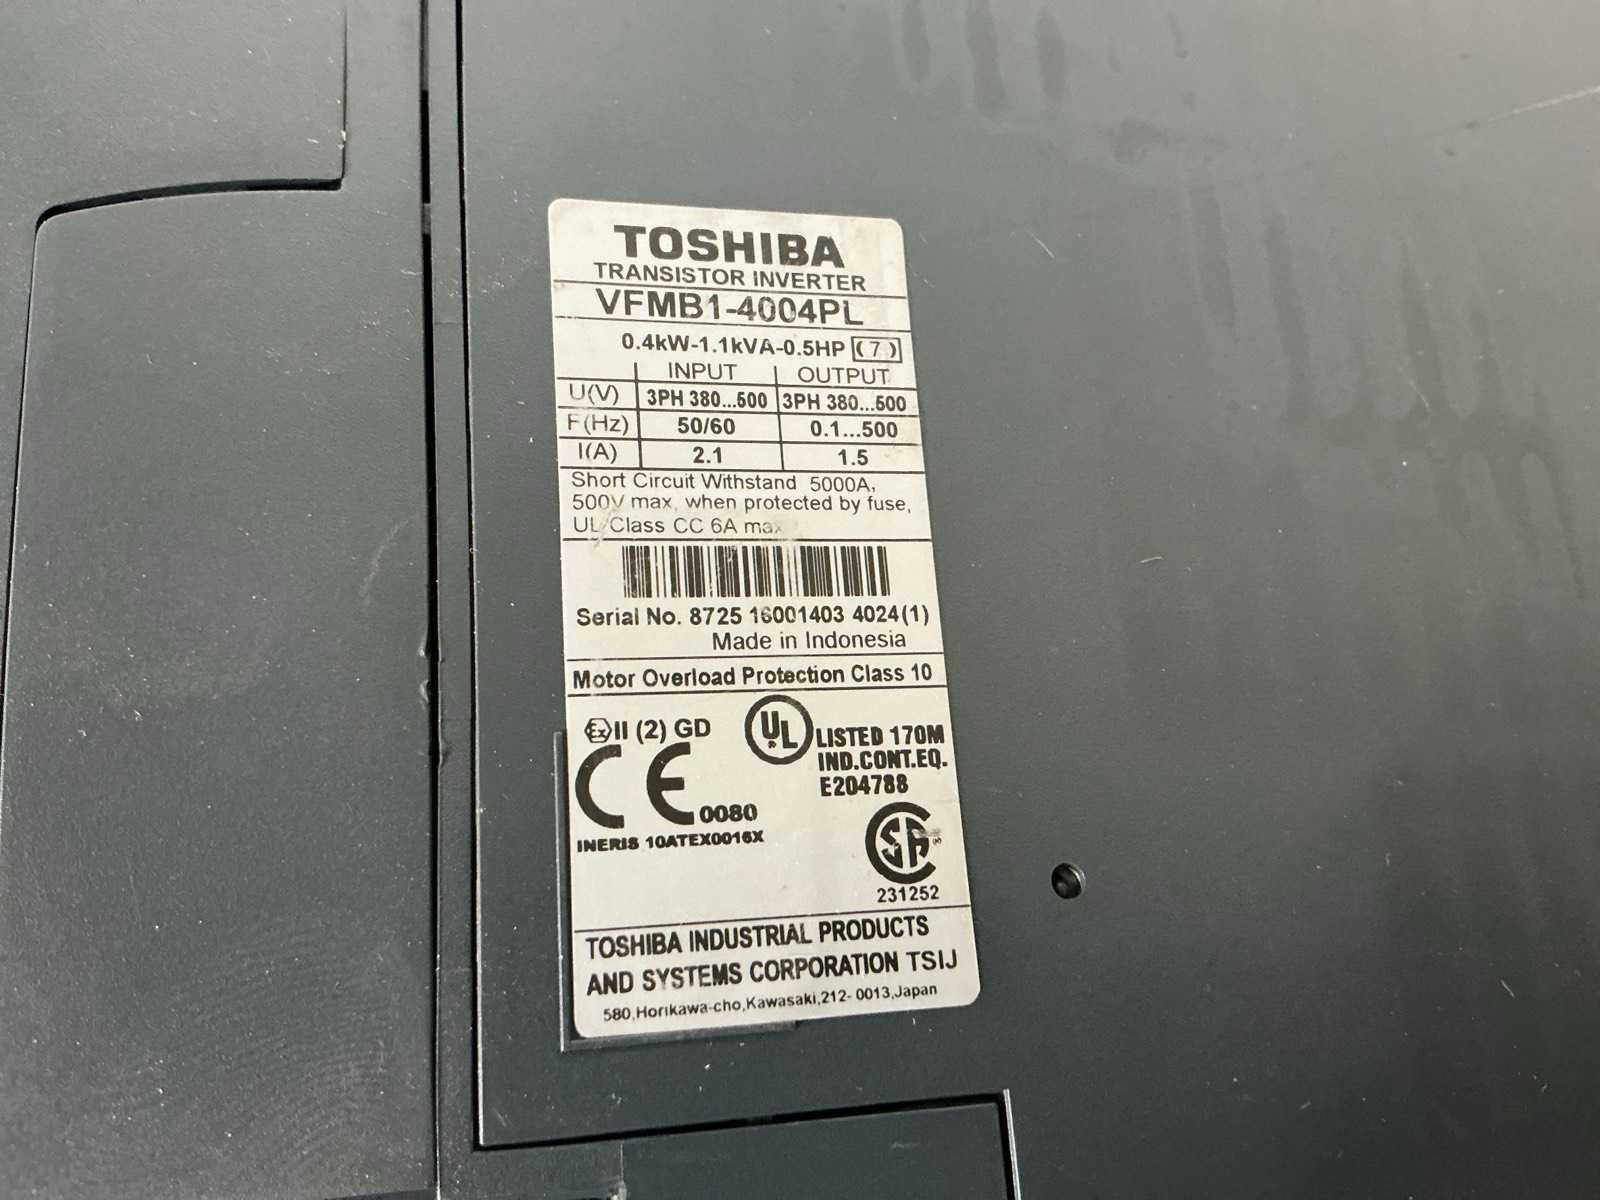 TOSHIBA
TRANSISTOR INVERTER
VFMB1-4004PL
0.4kW-1.1kVA-0.5HP (7)
INPUT OUTPUT
U(V) 3PH 380...500 3PH 380...500
F(Hz) 50/60 0.1...500
I(A) 2.1 1.5
Short Circuit Withstand 5000A,
500V max, when protected by fuse,
UL/Class CC 6A max
Serial No. 8725 16001403 4024(1)
Made in Indonesia
Motor Overload Protection Class 10
Ex II (2) GD
UL ® LISTED 170M
IND.CONT.EQ.
E204788
CE 0080
INERIS 10ATEX0016X
SA ®
231252
TOSHIBA INDUSTRIAL PRODUCTS
AND SYSTEMS CORPORATION TSIJ
580,Horikawa-cho,Kawasaki,212-0013,Japan